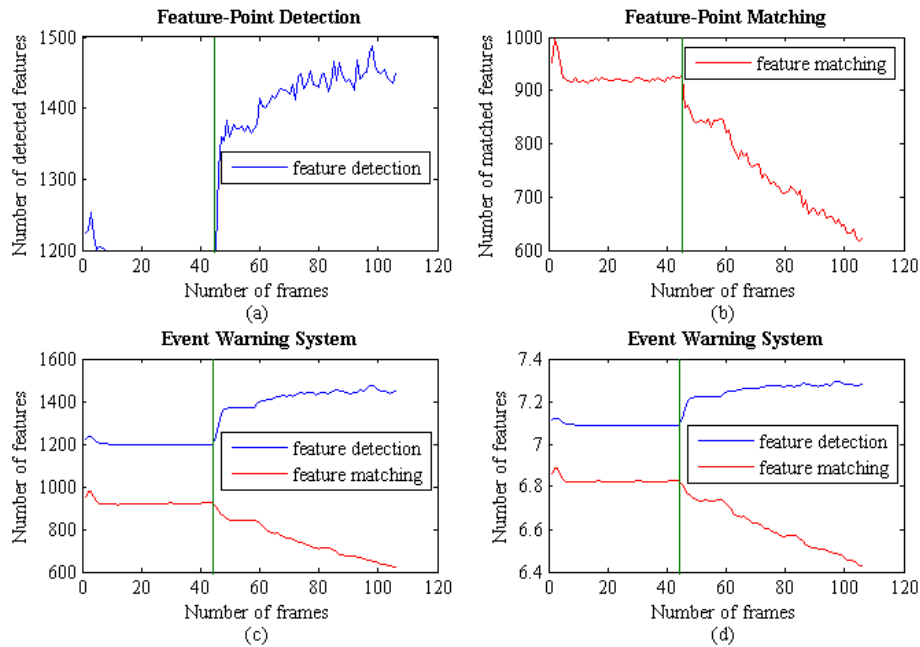 Feature-Point Detection
Number of detected features
1500
1400
1300
1200
feature detection
0 20 40 60 80 100 120
Number of frames
(a)
Feature-Point Matching
Number of matched features
1000
900
800
700
600
feature matching
0 20 40 60 80 100 120
Number of frames
(b)
Event Warning System
Number of features
1600
1400
1200
1000
800
600
feature detection
feature matching
0 20 40 60 80 100 120
Number of frames
(c)
Event Warning System
Number of features
7.4
7.2
7
6.8
6.6
6.4
feature detection
feature matching
0 20 40 60 80 100 120
Number of frames
(d)